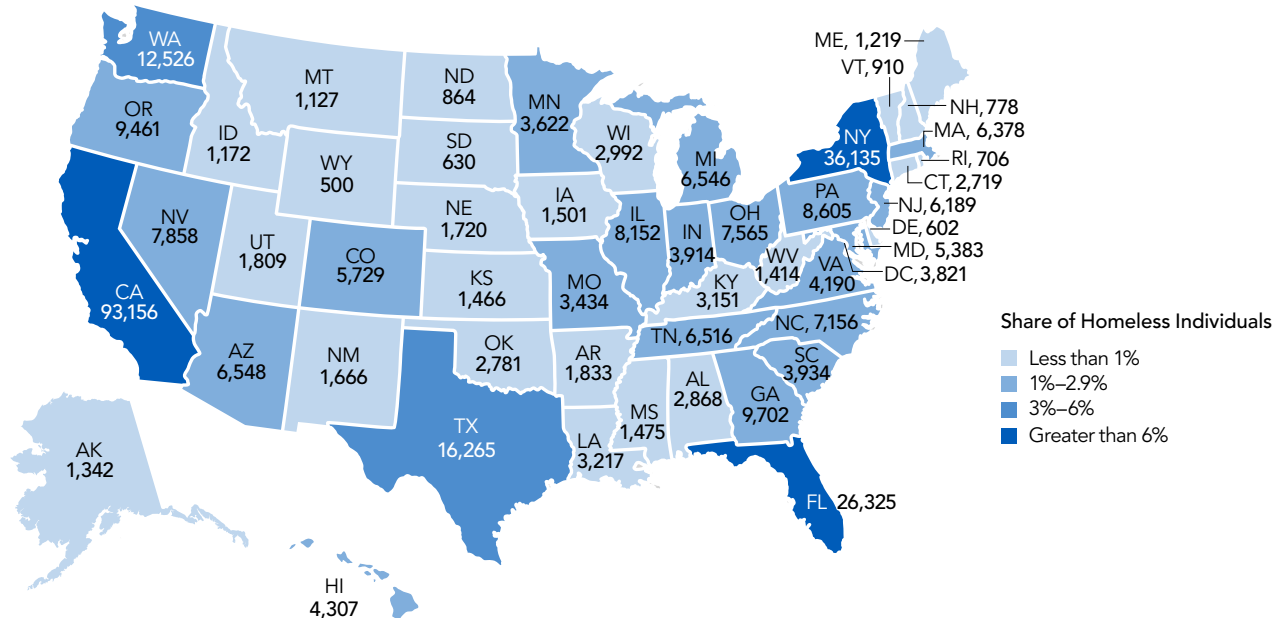 WA
12,526
OR
9,461
ID
1,172
MT
1,127
ND
864
MN
3,622
WI
2,992
MI
6,546
NY
36,135
ME, 1,219
VT, 910
NH, 778
MA, 6,378
RI, 706
CT, 2,719
NJ, 6,189
DE, 602
MD, 5,383
DC, 3,821
WY
500
SD
630
IA
1,501
NE
1,720
IL
8,152
IN
3,914
OH
7,565
PA
8,605
WV
1,414
VA
4,190
NV
7,858
UT
1,809
CO
5,729
KS
1,466
MO
3,434
KY
3,151
CA
93,156
AZ
6,548
NM
1,666
OK
2,781
AR
1,833
TN, 6,516
NC, 7,156
SC
3,934
TX
16,265
LA
3,217
MS
1,475
AL
2,868
GA
9,702
FL 26,325
AK
1,342
HI
4,307
Share of Homeless Individuals
Less than 1%
1%–2.9%
3%–6%
Greater than 6%